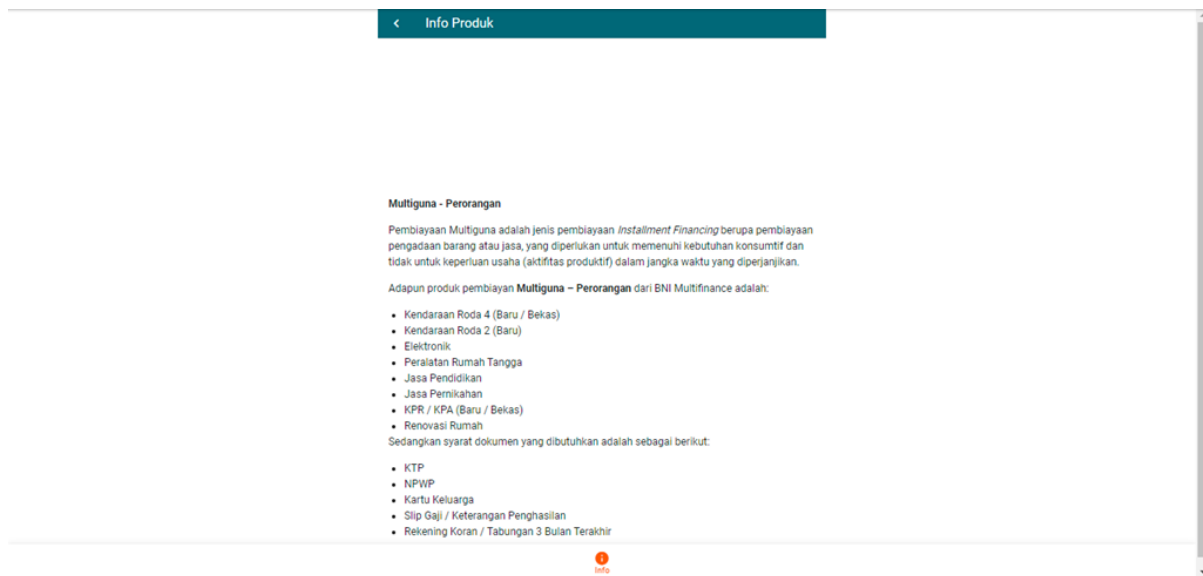 Info Produk
Multiguna - Perorangan
Pembiayaan Multiguna adalah jenis pembiayaan Installment Financing berupa pembiayaan
pengadaan barang atau jasa, yang diperlukan untuk memenuhi kebutuhan konsumtif dan
tidak untuk keperluan usaha (aktifitas produktif) dalam jangka waktu yang diperjanjikan.
Adapun produk pembiayan Multiguna – Perorangan dari BNI Multifinance adalah:
• Kendaraan Roda 4 (Baru / Bekas)
• Kendaraan Roda 2 (Baru)
• Elektronik
• Peralatan Rumah Tangga
• Jasa Pendidikan
• Jasa Pernikahan
• KPR / KPA (Baru / Bekas)
• Renovasi Rumah
Sedangkan syarat dokumen yang dibutuhkan adalah sebagai berikut:
• KTP
• NPWP
• Kartu Keluarga
• Slip Gaji / Keterangan Penghasilan
• Rekening Koran / Tabungan 3 Bulan Terakhir
Info